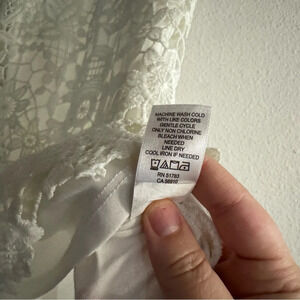 MACHINE WASH COLD
WITH LIKE COLORS
GENTLE CYCLE
ONLY NON CHLORINE
BLEACH WHEN
NEEDED
LINE DRY
COOL IRON IF NEEDED
RN 51783
CA 56910